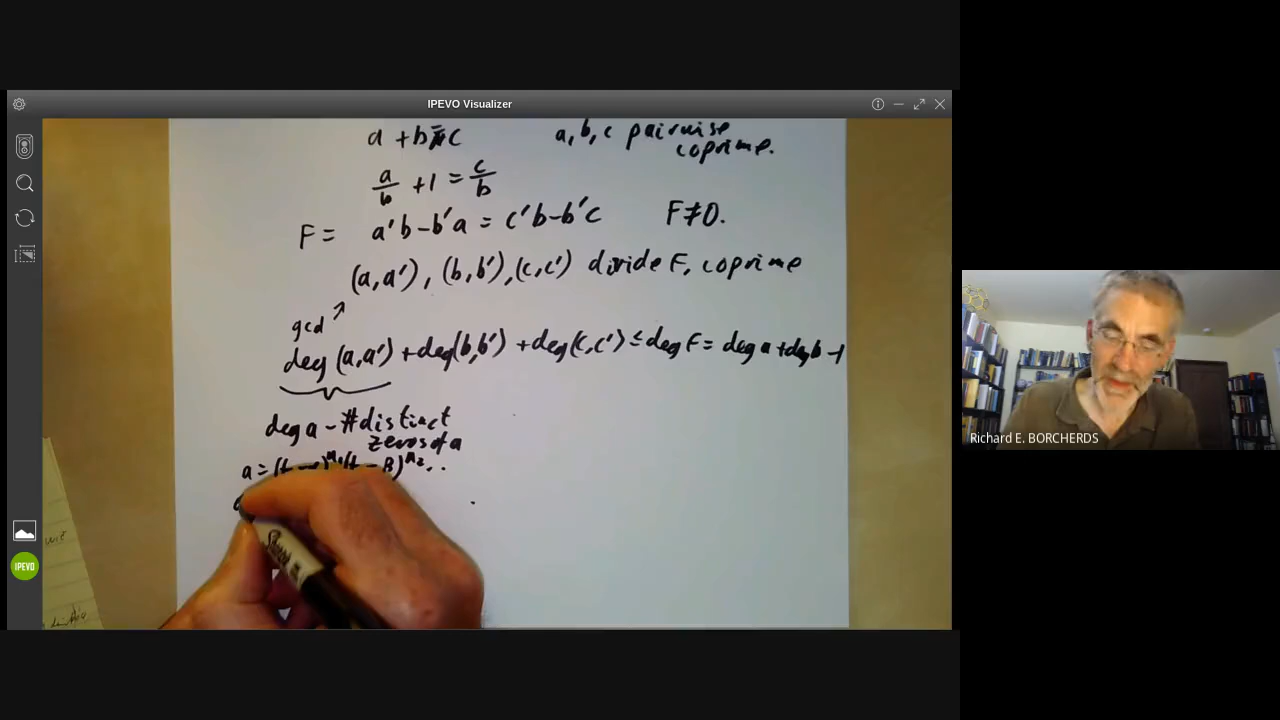 IPEVO Visualizer
a + b = c a, b, c pairwise
coprime.
a/b + 1 = c/b
F = a'b - b'a = c'b - b'c F ≠ 0.
(a, a'), (b, b'), (c, c') divide F, coprime
gcd
deg (a, a') + deg(b, b') + deg(c, c') ≤ deg F = deg a + deg b - 1
deg a - # distinct
zeros of a
IPEVO
Richard E. BORCHERDS